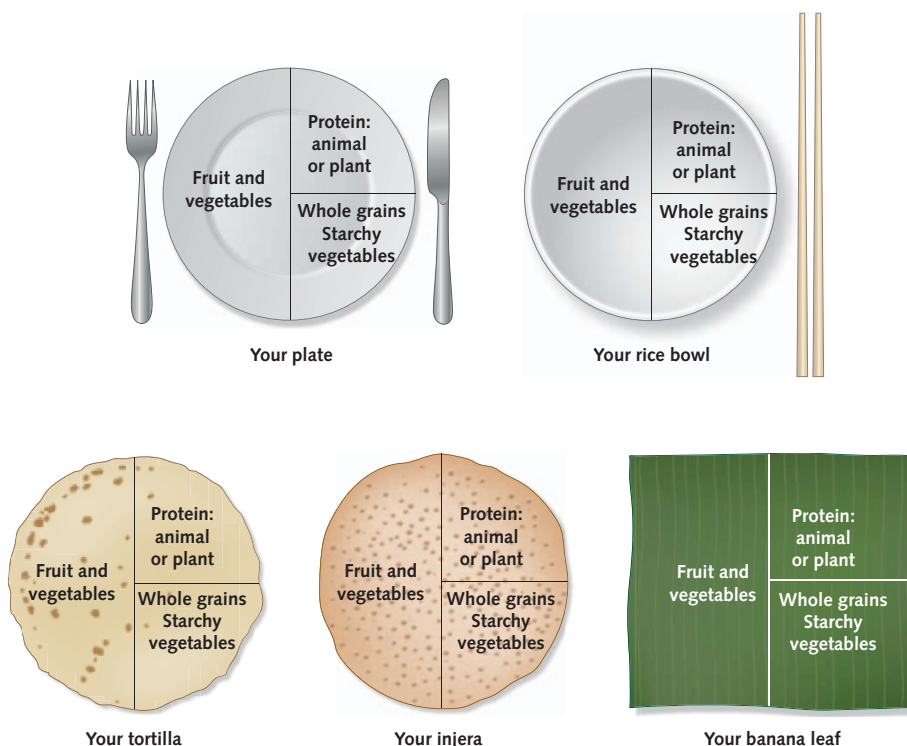 Fruit and
vegetables
Protein:
animal
or plant
Whole grains
Starchy
vegetables
Your plate
Fruit and
vegetables
Protein:
animal
or plant
Whole grains
Starchy
vegetables
Your rice bowl
Fruit and
vegetables
Protein:
animal
or plant
Whole grains
Starchy
vegetables
Your tortilla
Fruit and
vegetables
Protein:
animal
or plant
Whole grains
Starchy
vegetables
Your injera
Fruit and
vegetables
Protein:
animal
or plant
Whole grains
Starchy
vegetables
Your banana leaf